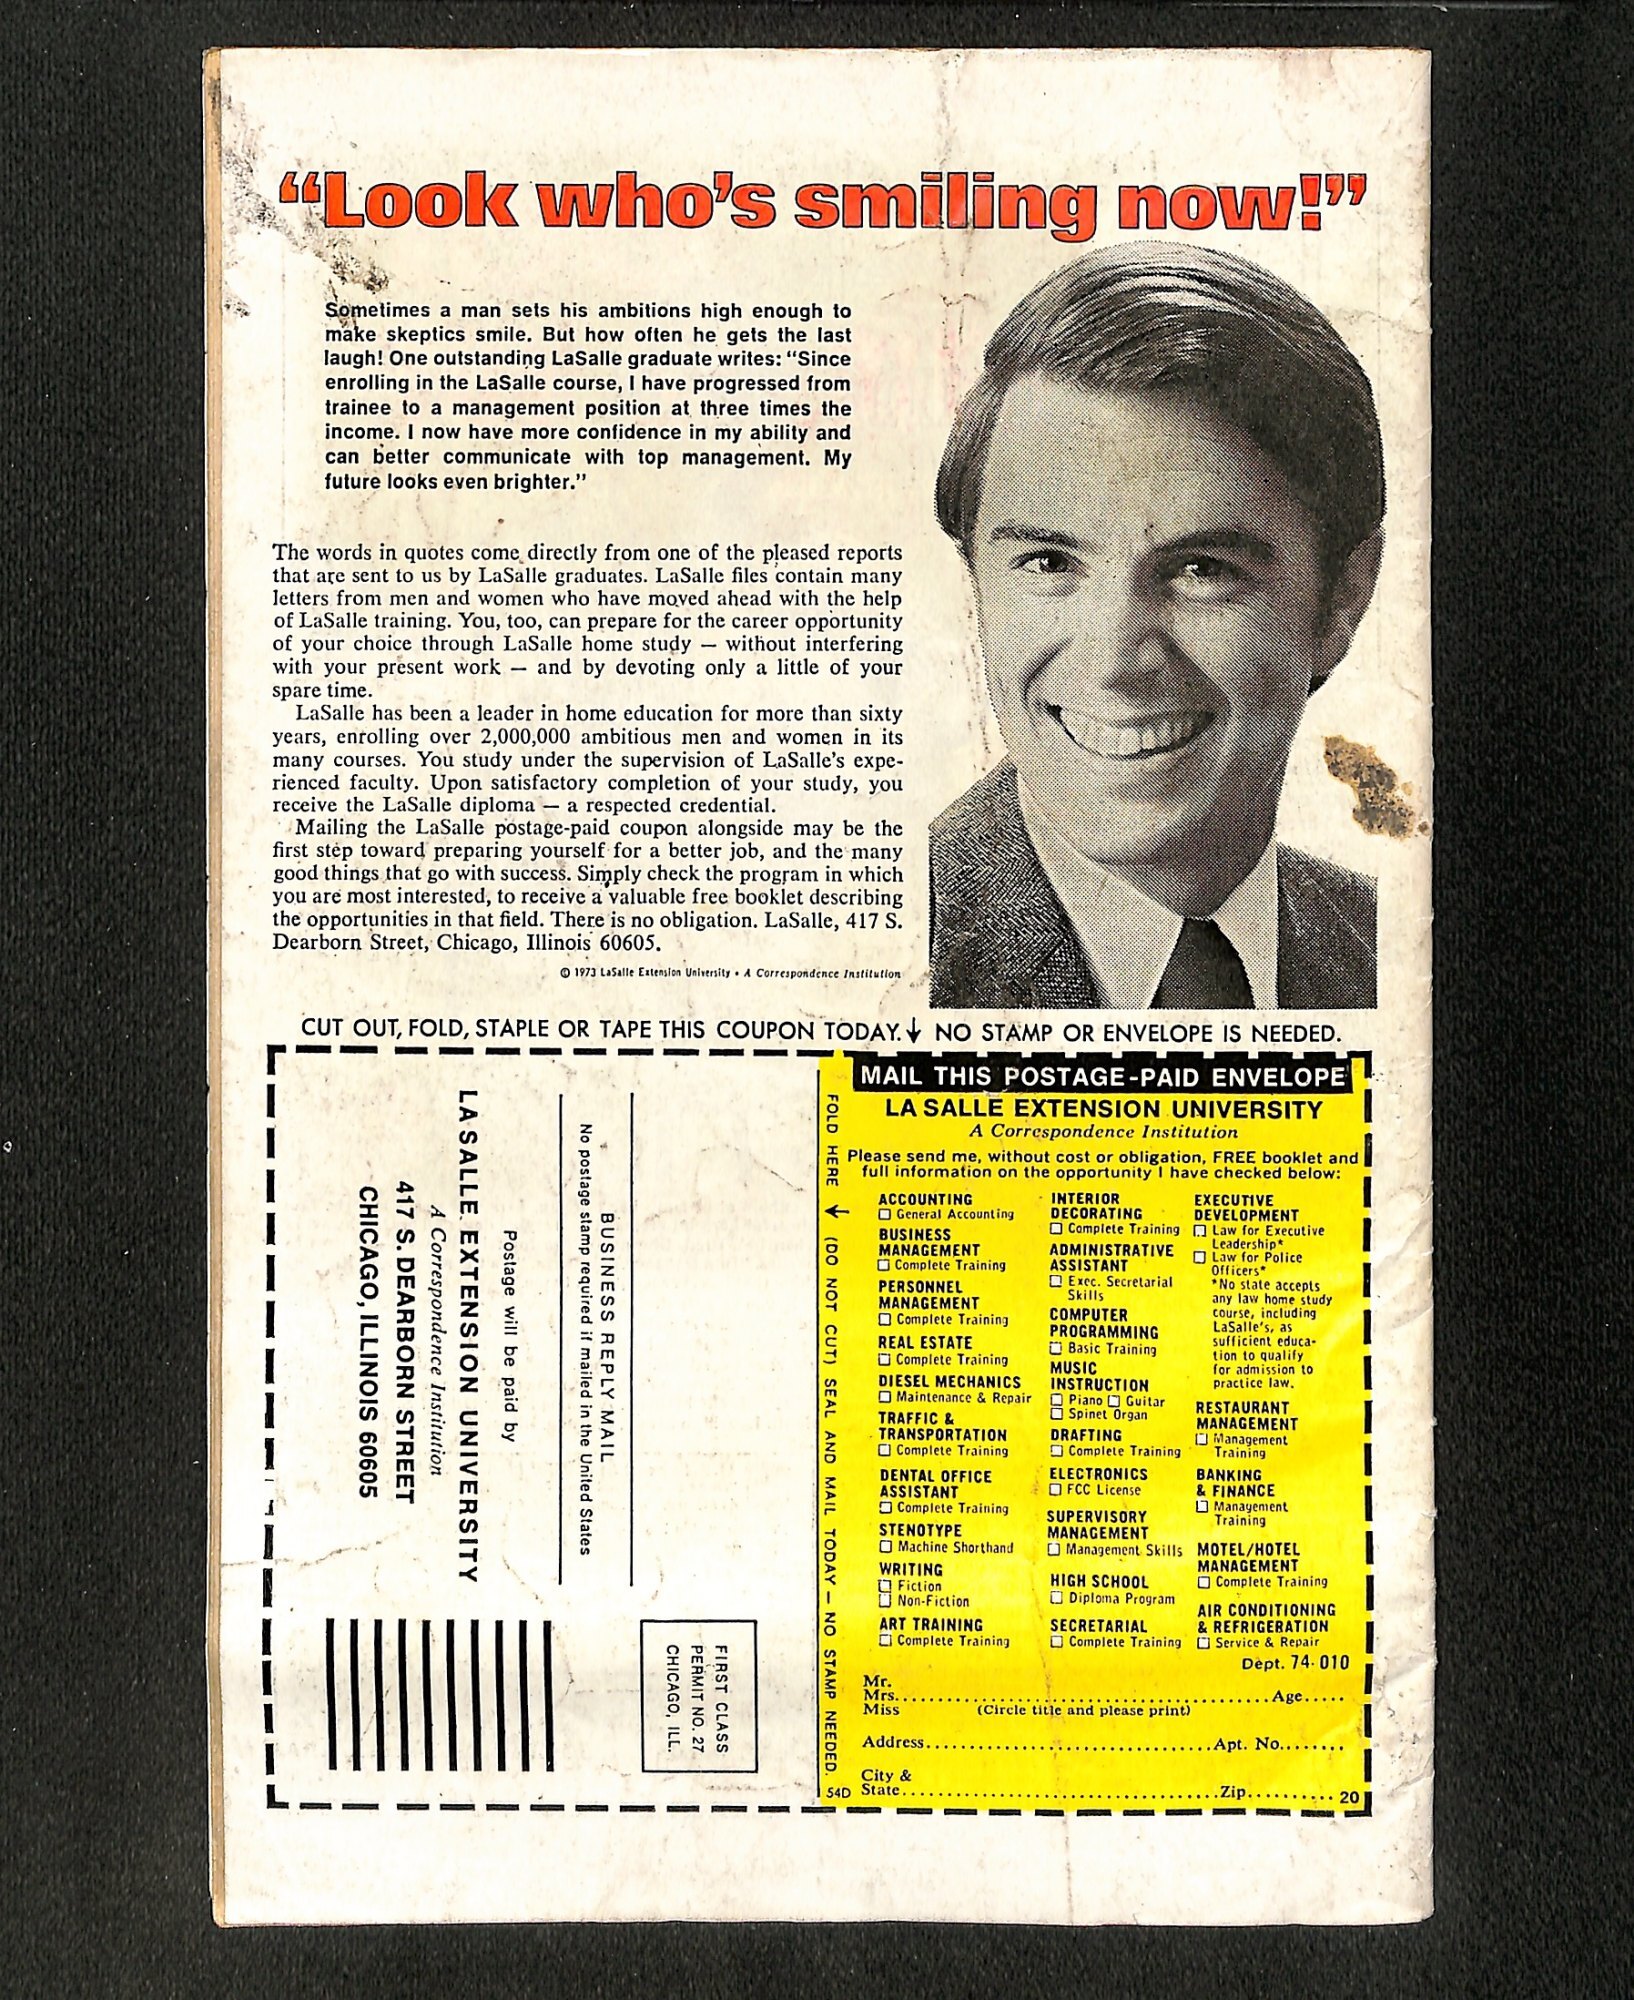 “Look who’s smiling now!”
Sometimes a man sets his ambitions high enough to
make skeptics smile. But how often he gets the last
laugh! One outstanding LaSalle graduate writes: “Since
enrolling in the LaSalle course, I have progressed from
trainee to a management position at three times the
income. I now have more confidence in my ability and
can better communicate with top management. My
future looks even brighter.”
The words in quotes come directly from one of the pleased reports
that are sent to us by LaSalle graduates. LaSalle files contain many
letters from men and women who have moved ahead with the help
of LaSalle training. You, too, can prepare for the career opportunity
of your choice through LaSalle home study — without interfering
with your present work — and by devoting only a little of your
spare time.
LaSalle has been a leader in home education for more than sixty
years, enrolling over 2,000,000 ambitious men and women in its
many courses. You study under the supervision of LaSalle’s expe-
rienced faculty. Upon satisfactory completion of your study, you
receive the LaSalle diploma — a respected credential.
Mailing the LaSalle postage-paid coupon alongside may be the
first step toward preparing yourself for a better job, and the many
good things that go with success. Simply check the program in which
you are most interested, to receive a valuable free booklet describing
the opportunities in that field. There is no obligation. LaSalle, 417 S.
Dearborn Street, Chicago, Illinois 60605.
© 1973 LaSalle Extension University • A Correspondence Institution
CUT OUT, FOLD, STAPLE OR TAPE THIS COUPON TODAY. ↓ NO STAMP OR ENVELOPE IS NEEDED.
FIRST CLASS
PERMIT NO. 27
CHICAGO, ILL.
BUSINESS REPLY MAIL
No postage stamp required if mailed in the United States
Postage will be paid by
LA SALLE EXTENSION UNIVERSITY
A Correspondence Institution
417 S. DEARBORN STREET
CHICAGO, ILLINOIS 60605
FOLD HERE ↓ (DO NOT CUT) SEAL AND MAIL TODAY — NO STAMP NEEDED.
54D
MAIL THIS POSTAGE-PAID ENVELOPE
LA SALLE EXTENSION UNIVERSITY
A Correspondence Institution
Please send me, without cost or obligation, FREE booklet and
full information on the opportunity I have checked below:
ACCOUNTING
☐ General Accounting
BUSINESS
MANAGEMENT
☐ Complete Training
PERSONNEL
MANAGEMENT
☐ Complete Training
REAL ESTATE
☐ Complete Training
DIESEL MECHANICS
☐ Maintenance & Repair
TRAFFIC &
TRANSPORTATION
☐ Complete Training
DENTAL OFFICE
ASSISTANT
☐ Complete Training
STENOTYPE
☐ Machine Shorthand
WRITING
☐ Fiction
☐ Non-Fiction
ART TRAINING
☐ Complete Training
INTERIOR
DECORATING
☐ Complete Training
ADMINISTRATIVE
ASSISTANT
☐ Exec. Secretarial
Skills
COMPUTER
PROGRAMMING
☐ Basic Training
MUSIC
INSTRUCTION
☐ Piano ☐ Guitar
☐ Spinet Organ
DRAFTING
☐ Complete Training
ELECTRONICS
☐ FCC License
SUPERVISORY
MANAGEMENT
☐ Management Skills
HIGH SCHOOL
☐ Diploma Program
SECRETARIAL
☐ Complete Training
EXECUTIVE
DEVELOPMENT
☐ Law for Executive
Leadership*
☐ Law for Police
Officers*
*No state accepts
any law home study
course, including
LaSalle’s, as
sufficient educa-
tion to qualify
for admission to
practice law.
RESTAURANT
MANAGEMENT
☐ Management
Training
BANKING
& FINANCE
☐ Management
Training
MOTEL/HOTEL
MANAGEMENT
☐ Complete Training
AIR CONDITIONING
& REFRIGERATION
☐ Service & Repair
Dept. 74-010
Mr.
Mrs. Age
Miss (Circle title and please print)
Address Apt. No.
City &
State Zip 20